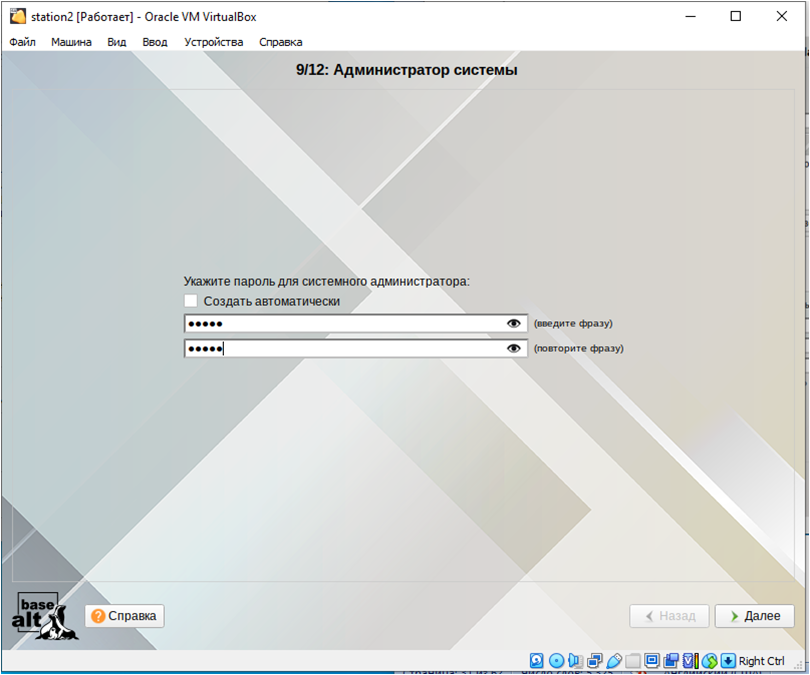 station2 [Работает] - Oracle VM VirtualBox
Файл Машина Вид Ввод Устройства Справка
9/12: Администратор системы
Укажите пароль для системного администратора:
Создать автоматически
●●●●● (введите фразу)
●●●●● (повторите фразу)
base
alt
Справка
Назад
Далее
Right Ctrl